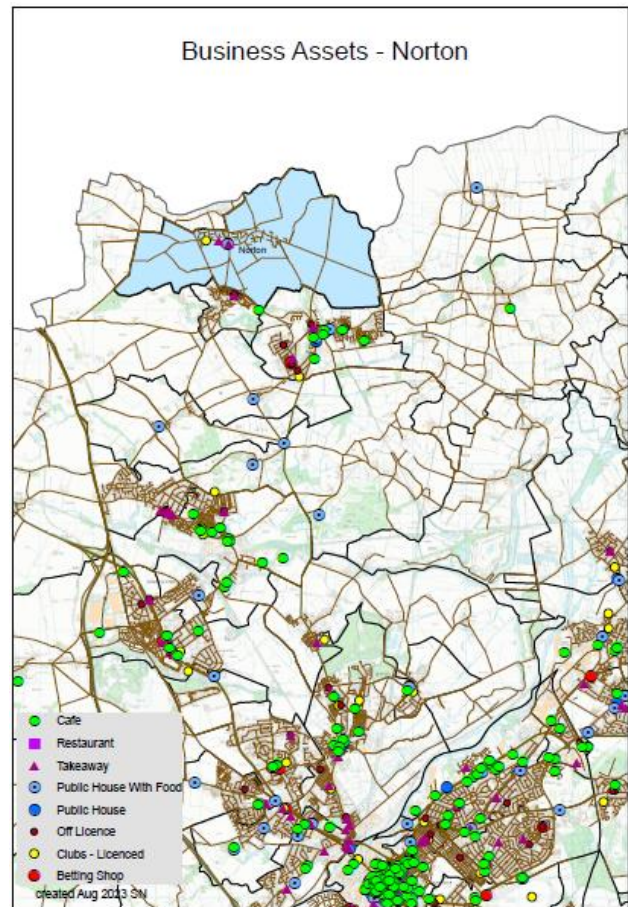 Business Assets - Norton
Norton
Cafe
Restaurant
Takeaway
Public House With Food
Public House
Off Licence
Clubs - Licenced
Betting Shop
created Aug 2023 SN